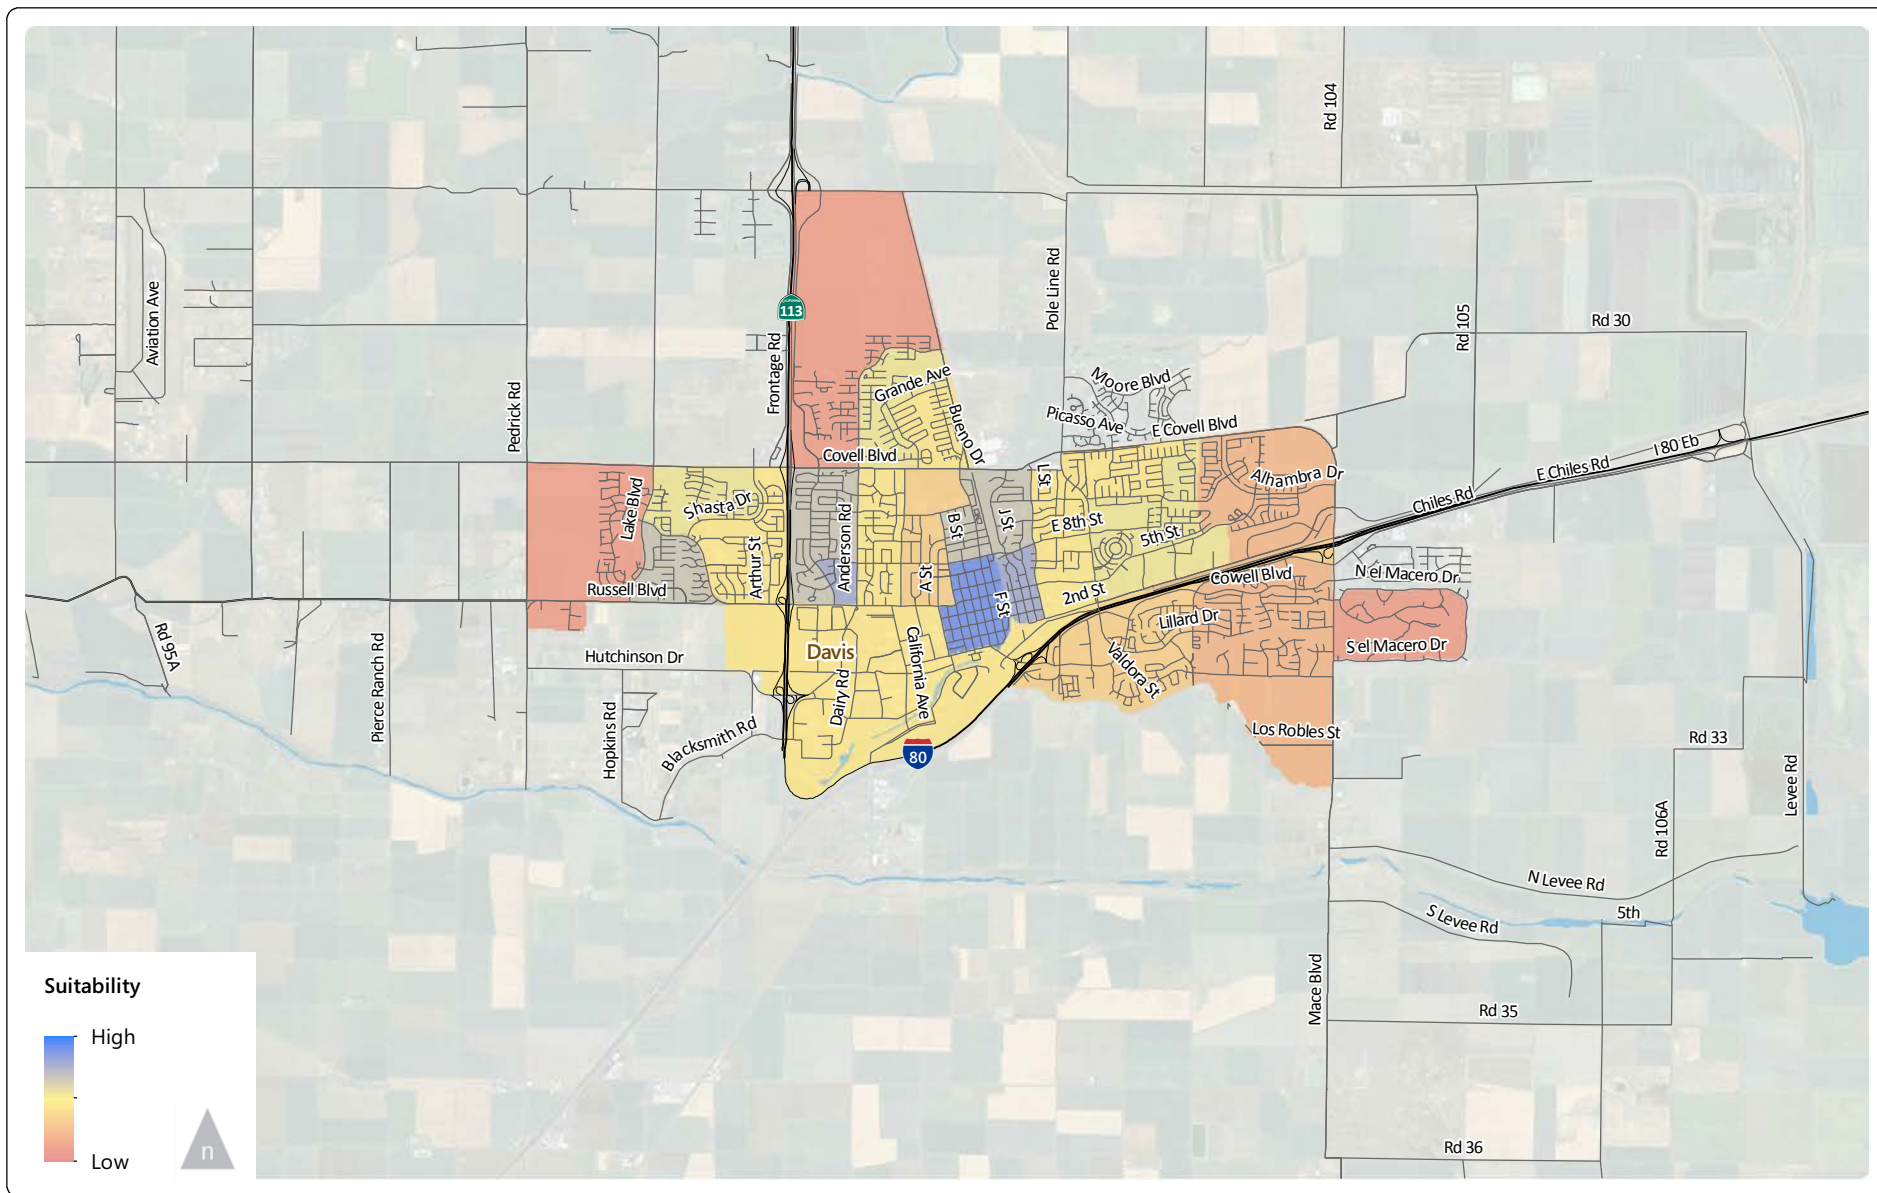 Rd 104
Aviation Ave
Pedrick Rd
Frontage Rd
CALIFORNIA
113
Pole Line Rd
Rd 105
Rd 30
Moore Blvd
Grande Ave
Picasso Ave
E Covell Blvd
Bueno Dr
Covell Blvd
I 80 Eb
E Chiles Rd
Chiles Rd
Alhambra Dr
L St
Lake Blvd
Shasta Dr
Anderson Rd
B St
J St
E 8th St
5th St
Arthur St
A St
Russell Blvd
F St
2nd St
Cowell Blvd
N el Macero Dr
Lillard Dr
S el Macero Dr
Rd 95A
Pierce Ranch Rd
Hutchinson Dr
Davis
California Ave
Valdora St
Dairy Rd
Hopkins Rd
Blacksmith Rd
80
Los Robles St
Rd 33
Levee Rd
Rd 106A
N Levee Rd
S Levee Rd
5th
Mace Blvd
Rd 35
Rd 36
Suitability
High
Low
n